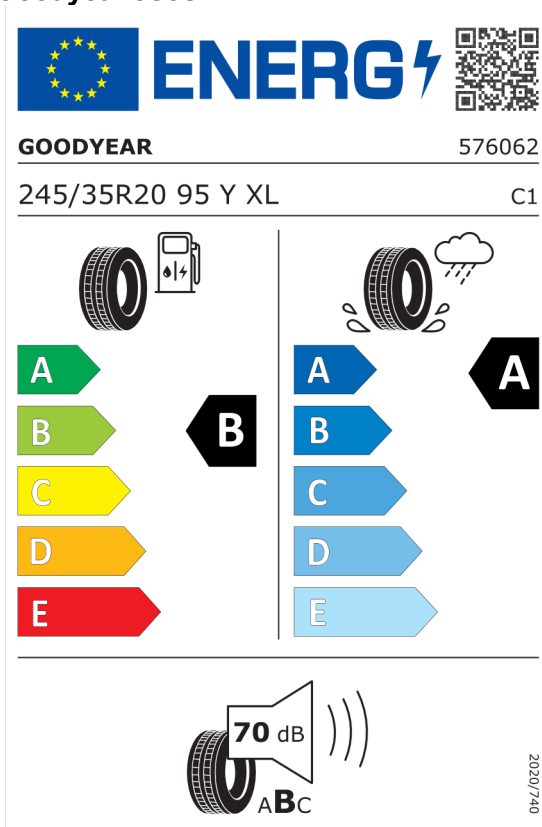 ENERG
GOODYEAR 576062
245/35R20 95 Y XL C1
A A A
B B B
C C
D D
E E
70 dB
ABC
2020/740